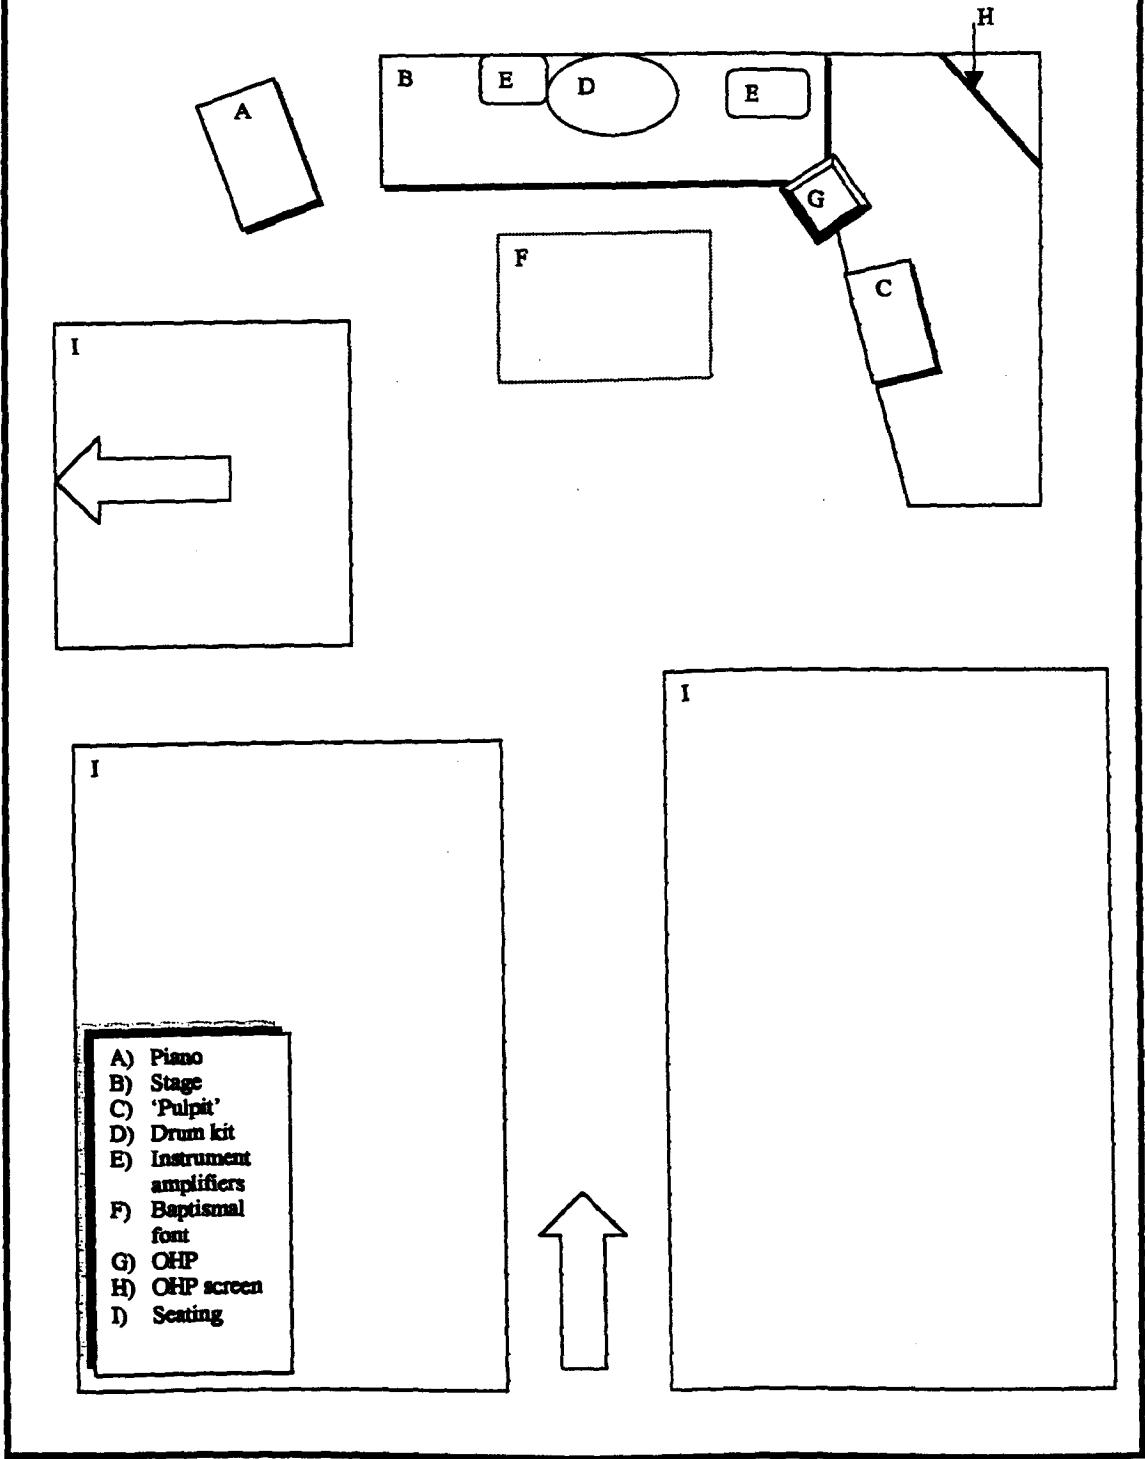 H
B
E
D
E
A
G
F
C
I
I
I
A) Piano
B) Stage
C) ‘Pulpit’
D) Drum kit
E) Instrument
amplifiers
F) Baptismal
font
G) OHP
H) OHP screen
I) Seating